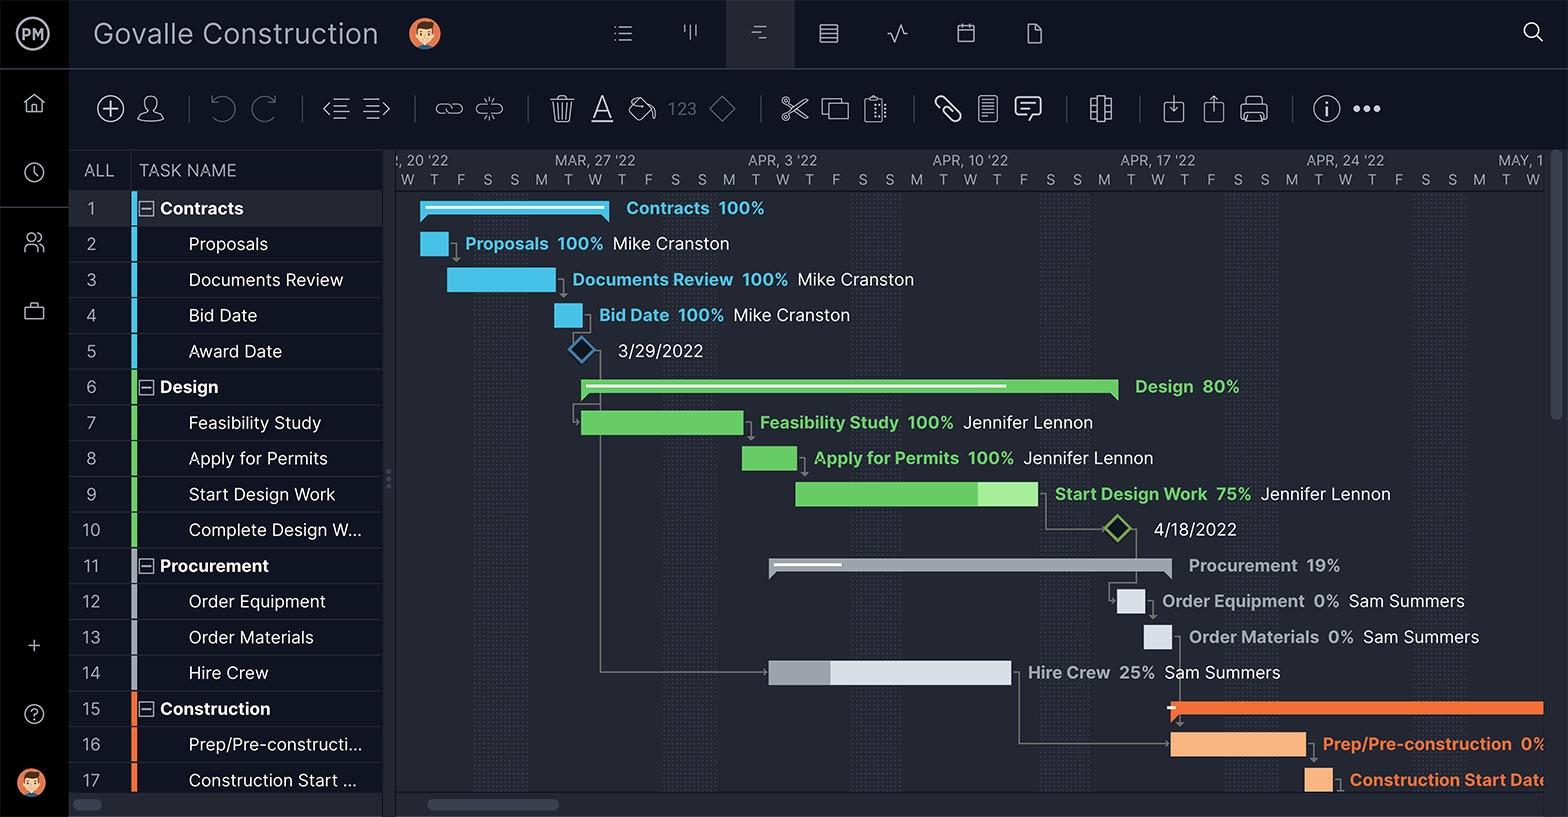 PM Govalle Construction
123
ALL TASK NAME
, 20 '22 MAR, 27 '22 APR, 3 '22 APR, 10 '22 APR, 17 '22 APR, 24 '22 MAY, 1
W T F S S M T W T F S S M T W T F S S M T W T F S S M T W T F S S M T W T F S S M T W
1 Contracts Contracts 100%
2 Proposals Proposals 100% Mike Cranston
3 Documents Review Documents Review 100% Mike Cranston
4 Bid Date Bid Date 100% Mike Cranston
5 Award Date 3/29/2022
6 Design Design 80%
7 Feasibility Study Feasibility Study 100% Jennifer Lennon
8 Apply for Permits Apply for Permits 100% Jennifer Lennon
9 Start Design Work Start Design Work 75% Jennifer Lennon
10 Complete Design W... 4/18/2022
11 Procurement Procurement 19%
12 Order Equipment Order Equipment 0% Sam Summers
13 Order Materials Order Materials 0% Sam Summers
14 Hire Crew Hire Crew 25% Sam Summers
15 Construction
16 Prep/Pre-constructi... Prep/Pre-construction 0%
17 Construction Start ... Construction Start Date